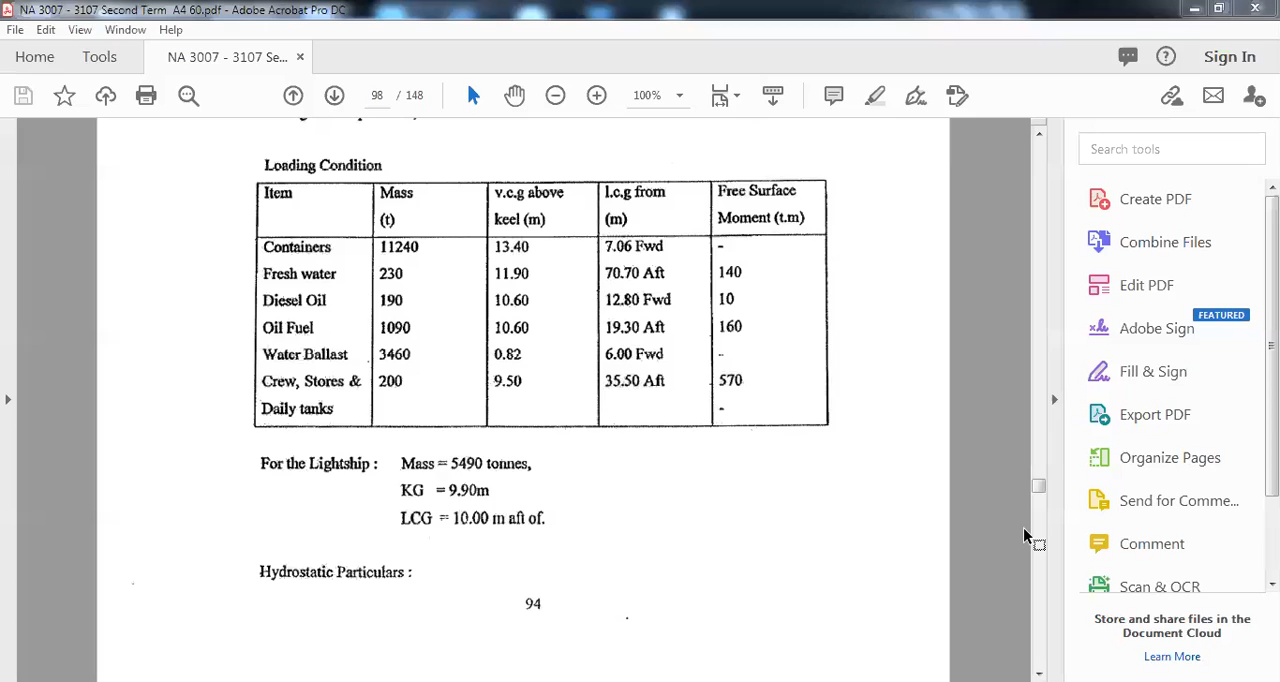 NA 3007 - 3107 Second Term A4 60.pdf - Adobe Acrobat Pro DC
File Edit View Window Help
Home Tools NA 3007 - 3107 Se... × Sign In
98 / 148 100%
Loading Condition
Item Mass v.c.g above l.c.g from Free Surface
(t) keel (m) (m) Moment (t.m)
Containers 11240 13.40 7.06 Fwd -
Fresh water 230 11.90 70.70 Aft 140
Diesel Oil 190 10.60 12.80 Fwd 10
Oil Fuel 1090 10.60 19.30 Aft 160
Water Ballast 3460 0.82 6.00 Fwd -
Crew, Stores & 200 9.50 35.50 Aft 570
Daily tanks -
For the Lightship : Mass = 5490 tonnes,
KG = 9.90m
LCG = 10.00 m aft of.
Hydrostatic Particulars :
94
Search tools
Create PDF
Combine Files
Edit PDF
FEATURED
Adobe Sign
Fill & Sign
Export PDF
Organize Pages
Send for Comme...
Comment
Scan & OCR
Store and share files in the
Document Cloud
Learn More